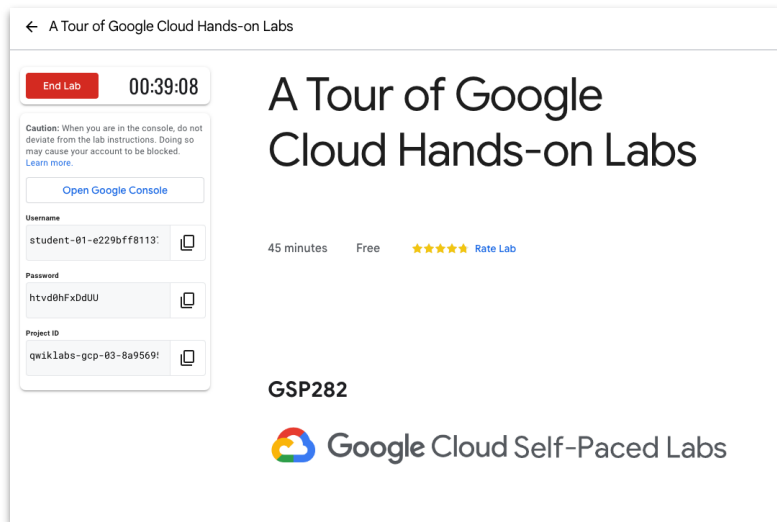 A Tour of Google Cloud Hands-on Labs
End Lab
00:39:08
Caution: When you are in the console, do not
deviate from the lab instructions. Doing so
may cause your account to be blocked.
Learn more.
Open Google Console
Username
student-01-e229bff8113
Password
htvd0hFxDdUU
Project ID
qwiklabs-gcp-03-8a9569
A Tour of Google
Cloud Hands-on Labs
45 minutes Free Rate Lab
GSP282
Google Cloud Self-Paced Labs